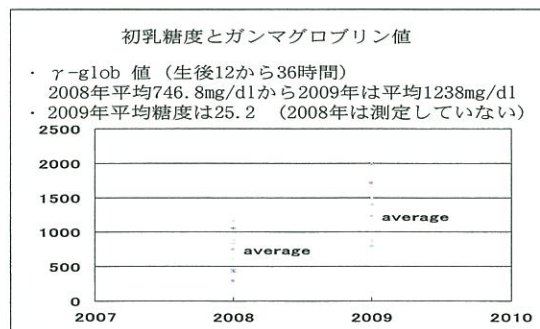 初乳糖度とガンマグロブリン値
・ γ-glob 値 (生後12から36時間)
2008年平均746.8mg/dlから2009年は平均1238mg/dl
・ 2009年平均糖度は25.2 (2008年は測定していない)
2500
2000
1500
1000
500
0
average
average
2007
2008
2009
2010